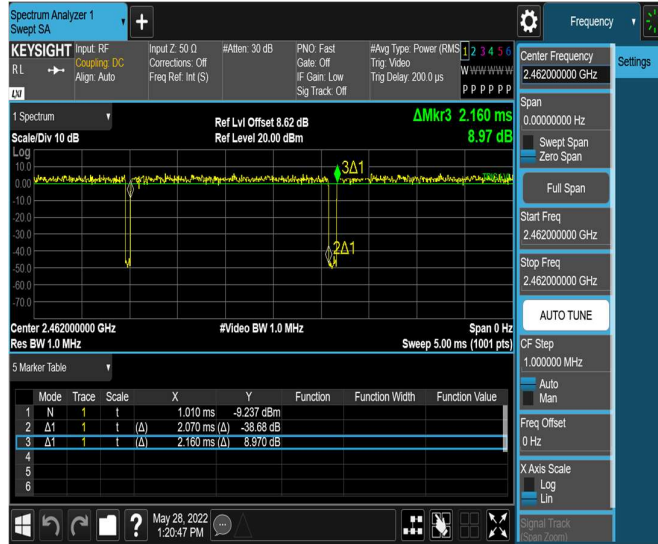 Spectrum Analyzer 1
Swept SA
+
Frequency
KEYSIGHT
Input: RF
Input Z: 50 Ω
#Atten: 30 dB
PNO: Fast
#Avg Type: Power (RMS
1 2 3 4 5 6
RL
Coupling: DC
Corrections: Off
Gate: Off
Trig: Video
W W W W W W
Align: Auto
Freq Ref: Int (S)
IF Gain: Low
Trig Delay: 200.0 µs
P P P P P P
Sig Track: Off
LXI
Center Frequency
2.462000000 GHz
Settings
Span
0.00000000 Hz
Swept Span
Zero Span
Full Span
Start Freq
2.462000000 GHz
Stop Freq
2.462000000 GHz
AUTO TUNE
CF Step
1.000000 MHz
Auto
Man
Freq Offset
0 Hz
X Axis Scale
Log
Lin
Signal Track
(Span Zoom)
1 Spectrum
Ref Lvl Offset 8.62 dB
ΔMkr3 2.160 ms
Scale/Div 10 dB
Ref Level 20.00 dBm
8.97 dB
Log
10.0
0.00
-10.0
-20.0
-30.0
-40.0
-50.0
-60.0
-70.0
3Δ1
2Δ1
Center 2.462000000 GHz
#Video BW 1.0 MHz
Span 0 Hz
Res BW 1.0 MHz
Sweep 5.00 ms (1001 pts)
5 Marker Table
Mode Trace Scale X Y Function Function Width Function Value
1 N 1 t 1.010 ms -9.237 dBm
2 Δ1 1 t (Δ) 2.070 ms (Δ) -38.68 dB
3 Δ1 1 t (Δ) 2.160 ms (Δ) 8.970 dB
4
5
6
?
May 28, 2022
1:20:47 PM